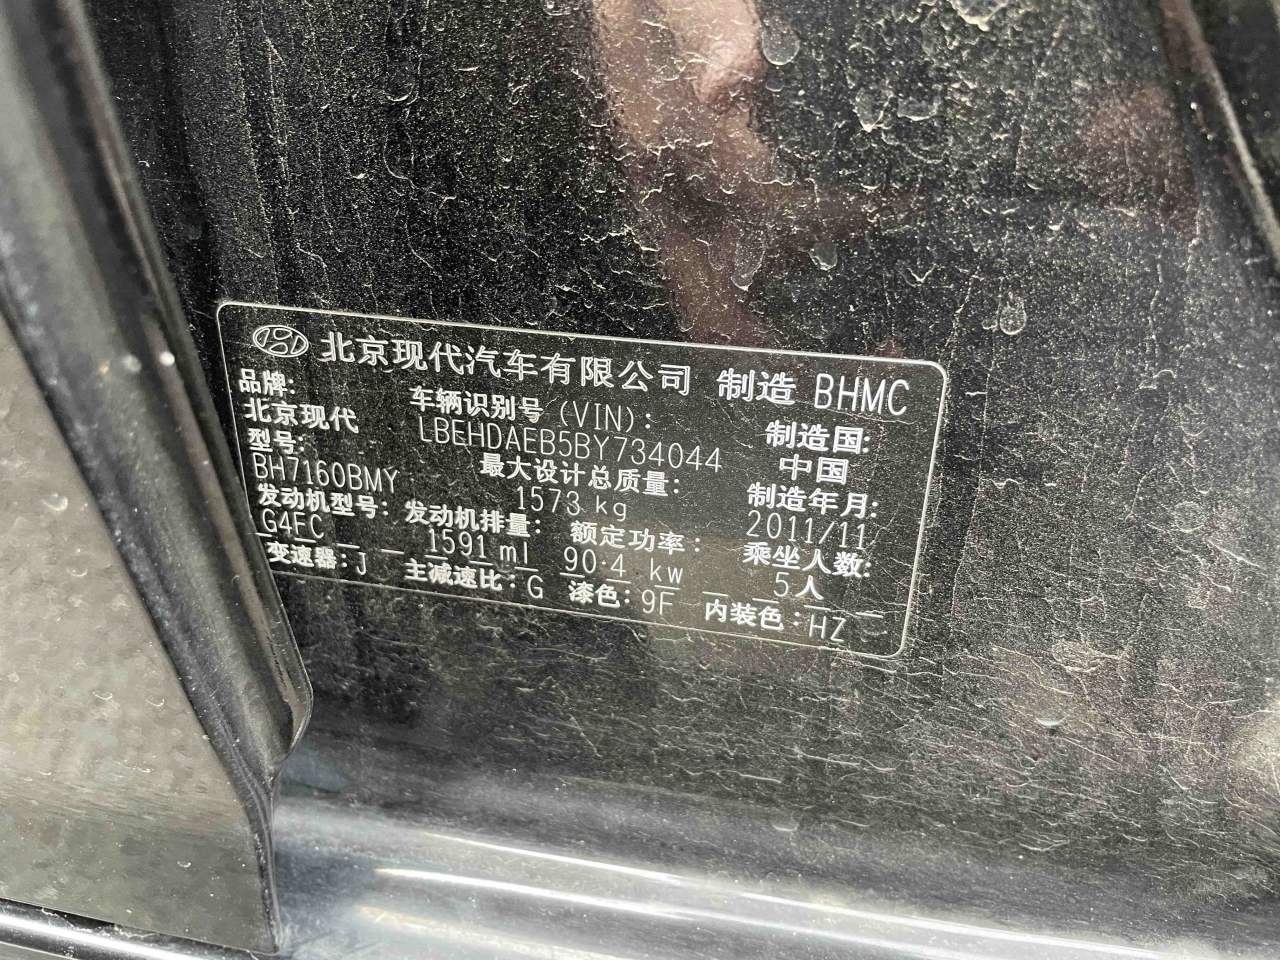 北京现代汽车有限公司 制造 BHMC
品牌: 车辆识别号 (VIN): 制造国:
北京现代 LBEHDAEB5BY734044 中国
型号: 最大设计总质量: 制造年月:
BH7160BMY 1573 kg 2011/11
发动机型号: 发动机排量: 额定功率: 乘坐人数:
G4FC 1591 ml 90.4 kw 5人
变速器: J 主减速比: G 漆色: 9F 内装色: HZ